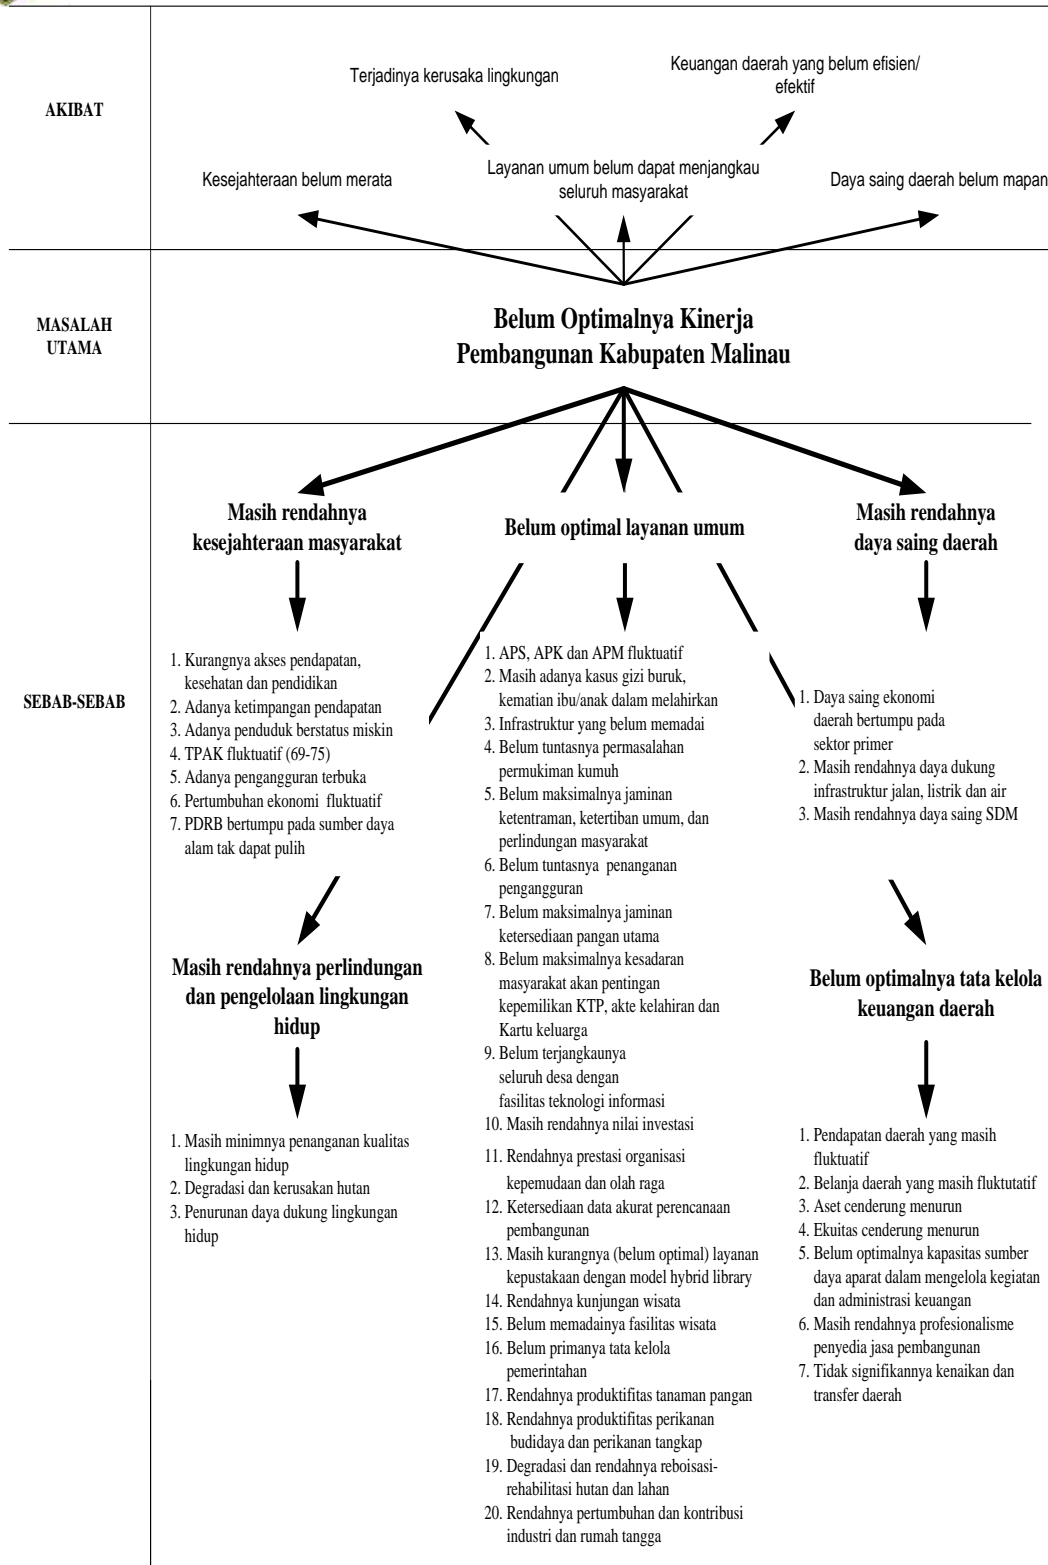 AKIBAT
Terjadinya kerusaka lingkungan
Keuangan daerah yang belum efisien/
efektif
Kesejahteraan belum merata
Layanan umum belum dapat menjangkau
seluruh masyarakat
Daya saing daerah belum mapan
MASALAH
UTAMA
Belum Optimalnya Kinerja
Pembangunan Kabupaten Malinau
SEBAB-SEBAB
Masih rendahnya
kesejahteraan masyarakat
1. Kurangnya akses pendapatan,
kesehatan dan pendidikan
2. Adanya ketimpangan pendapatan
3. Adanya penduduk berstatus miskin
4. TPAK fluktuatif (69-75)
5. Adanya pengangguran terbuka
6. Pertumbuhan ekonomi fluktuatif
7. PDRB bertumpu pada sumber daya
alam tak dapat pulih
Masih rendahnya perlindungan
dan pengelolaan lingkungan
hidup
1. Masih minimnya penanganan kualitas
lingkungan hidup
2. Degradasi dan kerusakan hutan
3. Penurunan daya dukung lingkungan
hidup
Belum optimal layanan umum
1. APS, APK dan APM fluktuatif
2. Masih adanya kasus gizi buruk,
kematian ibu/anak dalam melahirkan
3. Infrastruktur yang belum memadai
4. Belum tuntasnya permasalahan
permukiman kumuh
5. Belum maksimalnya jaminan
ketentraman, ketertiban umum, dan
perlindungan masyarakat
6. Belum tuntasnya penanganan
pengangguran
7. Belum maksimalnya jaminan
ketersediaan pangan utama
8. Belum maksimalnya kesadaran
masyarakat akan pentingan
kepemilikan KTP, akte kelahiran dan
Kartu keluarga
9. Belum terjangkaunya
seluruh desa dengan
fasilitas teknologi informasi
10. Masih rendahnya nilai investasi
11. Rendahnya prestasi organisasi
kepemudaan dan olah raga
12. Ketersediaan data akurat perencanaan
pembangunan
13. Masih kurangnya (belum optimal) layanan
kepustakaan dengan model hybrid library
14. Rendahnya kunjungan wisata
15. Belum memadainya fasilitas wisata
16. Belum primanya tata kelola
pemerintahan
17. Rendahnya produktifitas tanaman pangan
18. Rendahnya produktifitas perikanan
budidaya dan perikanan tangkap
19. Degradasi dan rendahnya reboisasi-
rehabilitasi hutan dan lahan
20. Rendahnya pertumbuhan dan kontribusi
industri dan rumah tangga
Masih rendahnya
daya saing daerah
1. Daya saing ekonomi
daerah bertumpu pada
sektor primer
2. Masih rendahnya daya dukung
infrastruktur jalan, listrik dan air
3. Masih rendahnya daya saing SDM
Belum optimalnya tata kelola
keuangan daerah
1. Pendapatan daerah yang masih
fluktuatif
2. Belanja daerah yang masih fluktutatif
3. Aset cenderung menurun
4. Ekuitas cenderung menurun
5. Belum optimalnya kapasitas sumber
daya aparat dalam mengelola kegiatan
dan administrasi keuangan
6. Masih rendahnya profesionalisme
penyedia jasa pembangunan
7. Tidak signifikannya kenaikan dan
transfer daerah